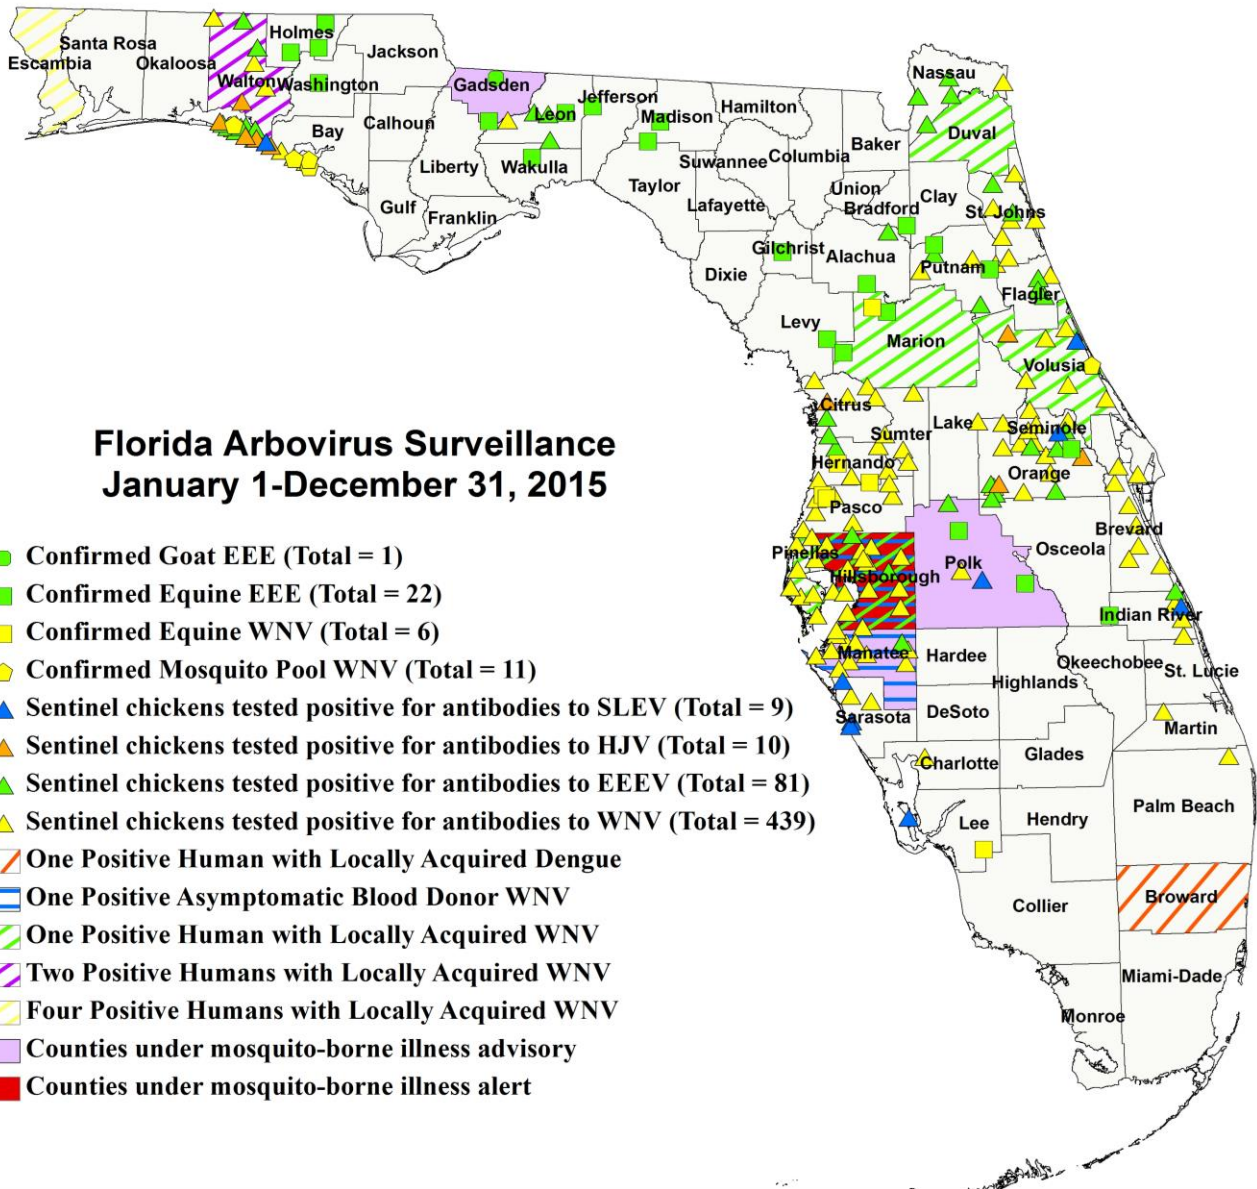 Holmes
Jackson
Santa Rosa
Escambia
Okaloosa
Walton
Washington
Gadsden
Jefferson
Leon
Madison
Hamilton
Nassau
Duval
Bay
Calhoun
Liberty
Wakulla
Suwannee
Columbia
Baker
Taylor
Lafayette
Union
Bradford
Clay
St. Johns
Gulf
Franklin
Dixie
Gilchrist
Alachua
Putnam
Flagler
Levy
Marion
Volusia
Citrus
Lake
Sumter
Seminole
Hernando
Orange
Pasco
Brevard
Pinellas
Polk
Osceola
Hillsborough
Indian River
Manatee
Hardee
Okeechobee
St. Lucie
Highlands
Sarasota
DeSoto
Martin
Charlotte
Glades
Palm Beach
Lee
Hendry
Collier
Broward
Miami-Dade
Monroe
Florida Arbovirus Surveillance
January 1-December 31, 2015
Confirmed Goat EEE (Total = 1)
Confirmed Equine EEE (Total = 22)
Confirmed Equine WNV (Total = 6)
Confirmed Mosquito Pool WNV (Total = 11)
Sentinel chickens tested positive for antibodies to SLEV (Total = 9)
Sentinel chickens tested positive for antibodies to HJV (Total = 10)
Sentinel chickens tested positive for antibodies to EEEV (Total = 81)
Sentinel chickens tested positive for antibodies to WNV (Total = 439)
One Positive Human with Locally Acquired Dengue
One Positive Asymptomatic Blood Donor WNV
One Positive Human with Locally Acquired WNV
Two Positive Humans with Locally Acquired WNV
Four Positive Humans with Locally Acquired WNV
Counties under mosquito-borne illness advisory
Counties under mosquito-borne illness alert